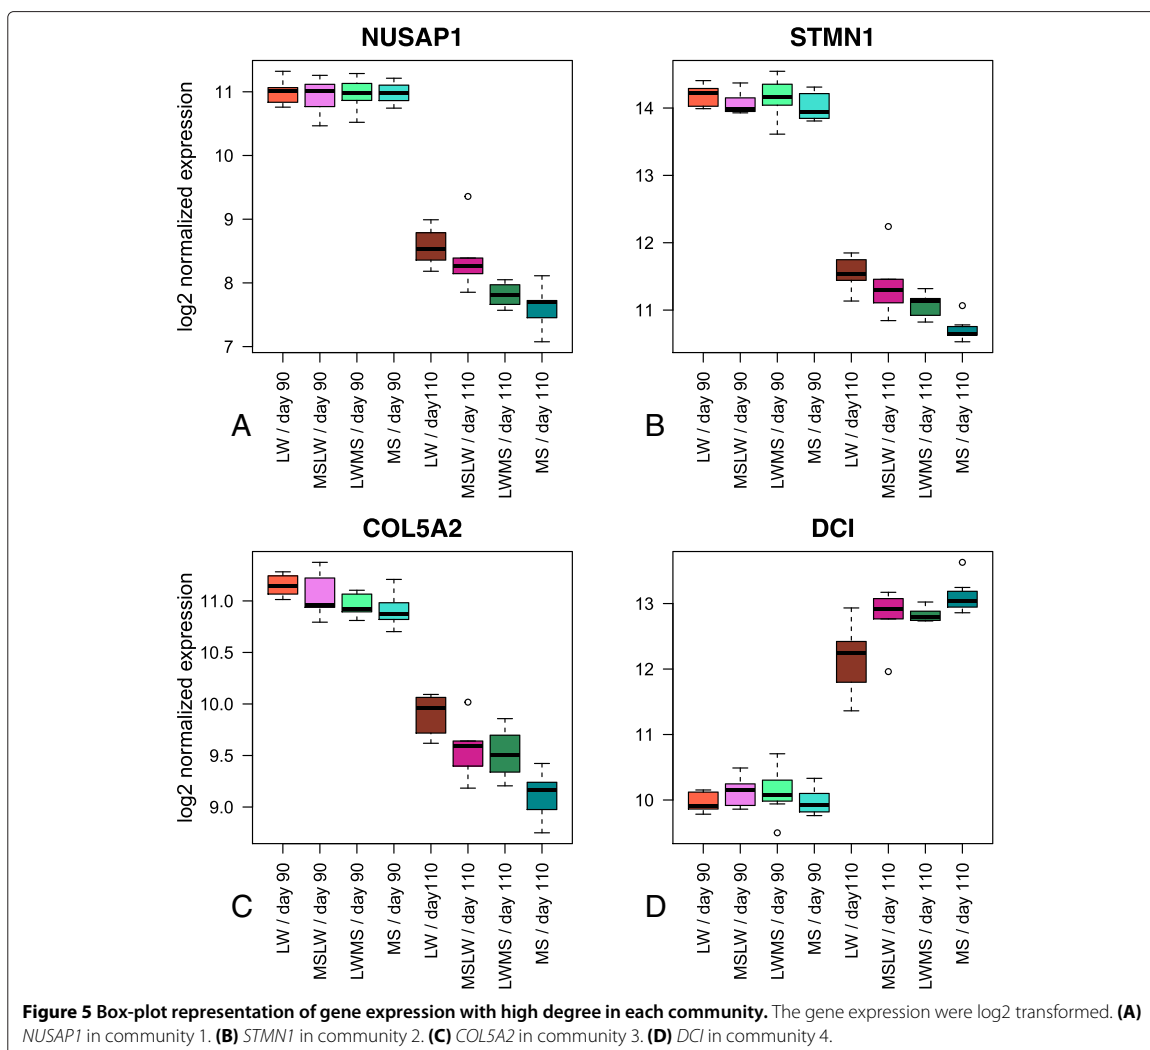 NUSAP1
log2 normalized expression
11
10
9
8
7
LW / day 90
MSLW / day 90
LWMS / day 90
MS / day 90
LW / day110
MSLW / day 110
LWMS / day 110
MS / day 110
A
STMN1
14
13
12
11
LW / day 90
MSLW / day 90
LWMS / day 90
MS / day 90
LW / day110
MSLW / day 110
LWMS / day 110
MS / day 110
B
COL5A2
log2 normalized expression
11.0
10.5
10.0
9.5
9.0
LW / day 90
MSLW / day 90
LWMS / day 90
MS / day 90
LW / day110
MSLW / day 110
LWMS / day 110
MS / day 110
C
DCI
13
12
11
10
LW / day 90
MSLW / day 90
LWMS / day 90
MS / day 90
LW / day110
MSLW / day 110
LWMS / day 110
MS / day 110
D
Figure 5 Box-plot representation of gene expression with high degree in each community. The gene expression were log2 transformed. (A)
NUSAP1 in community 1. (B) STMN1 in community 2. (C) COL5A2 in community 3. (D) DCI in community 4.